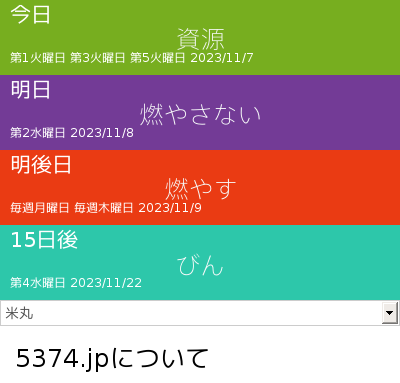 今日
資源
第1火曜日 第3火曜日 第5火曜日 2023/11/7
明日
燃やさない
第2水曜日 2023/11/8
明後日
燃やす
毎週月曜日 毎週木曜日 2023/11/9
15日後
びん
第4水曜日 2023/11/22
米丸
5374.jpについて